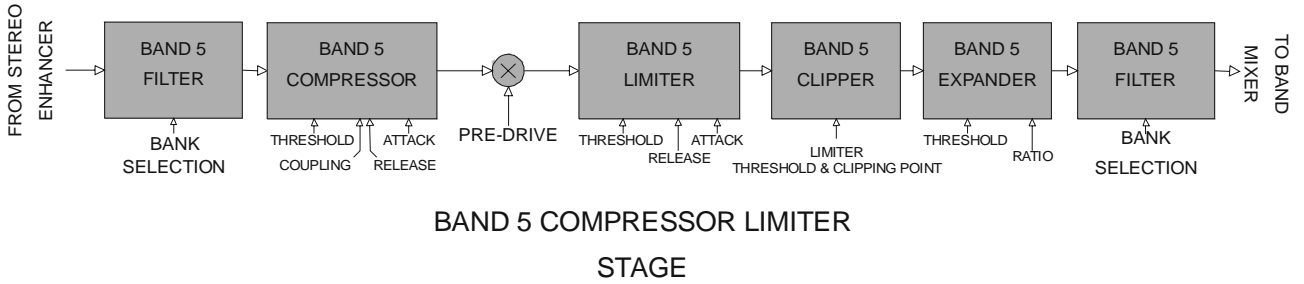 FROM STEREO
ENHANCER
BAND 5
FILTER
BANK
SELECTION
BAND 5
COMPRESSOR
THRESHOLD
ATTACK
COUPLING
RELEASE
PRE-DRIVE
BAND 5
LIMITER
THRESHOLD
ATTACK
RELEASE
BAND 5
CLIPPER
LIMITER
THRESHOLD & CLIPPING POINT
BAND 5
EXPANDER
THRESHOLD
RATIO
BAND 5
FILTER
BANK
SELECTION
TO BAND
MIXER
BAND 5 COMPRESSOR LIMITER
STAGE